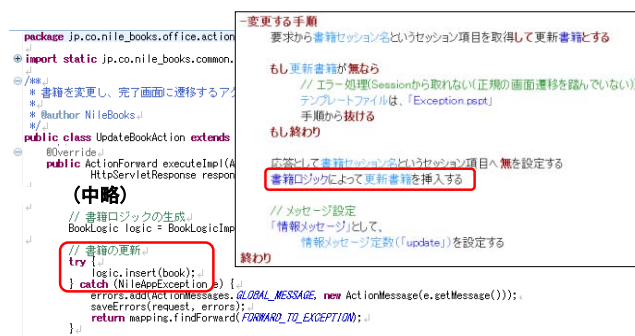 package jp.co.nile_books.office.action
import static jp.co.nile_books.common.
/**
* 書籍を変更し、完了画面に遷移するアク
*
* @author NileBooks
*/
public class UpdateBookAction extends
@Override
public ActionForward executeImpl(A
HttpServletResponse respon
(中略)
// 書籍ロジックの生成
BookLogic logic = BookLogicImp
// 書籍の更新
try {
logic.insert(book);
} catch (NileAppException e) {
errors.add(ActionMessages.GLOBAL_MESSAGE, new ActionMessage(e.getMessage()));
saveErrors(request, errors);
return mapping.findForward(FORWARD_TO_EXCEPTION);
}
-変更する手順
要求から書籍セッション名というセッション項目を取得して更新書籍とする
もし更新書籍が無なら
// エラー処理(Sessionから取れない(正規の画面遷移を踏んでいない))
テンプレートファイルは、「Exception.pspt」
手順から抜ける
もし終わり
応答として書籍セッション名というセッション項目へ無を設定する
書籍ロジックによって更新書籍を挿入する
// メッセージ設定
「情報メッセージ」として、
情報メッセージ定数(「update」)を設定する
終わり